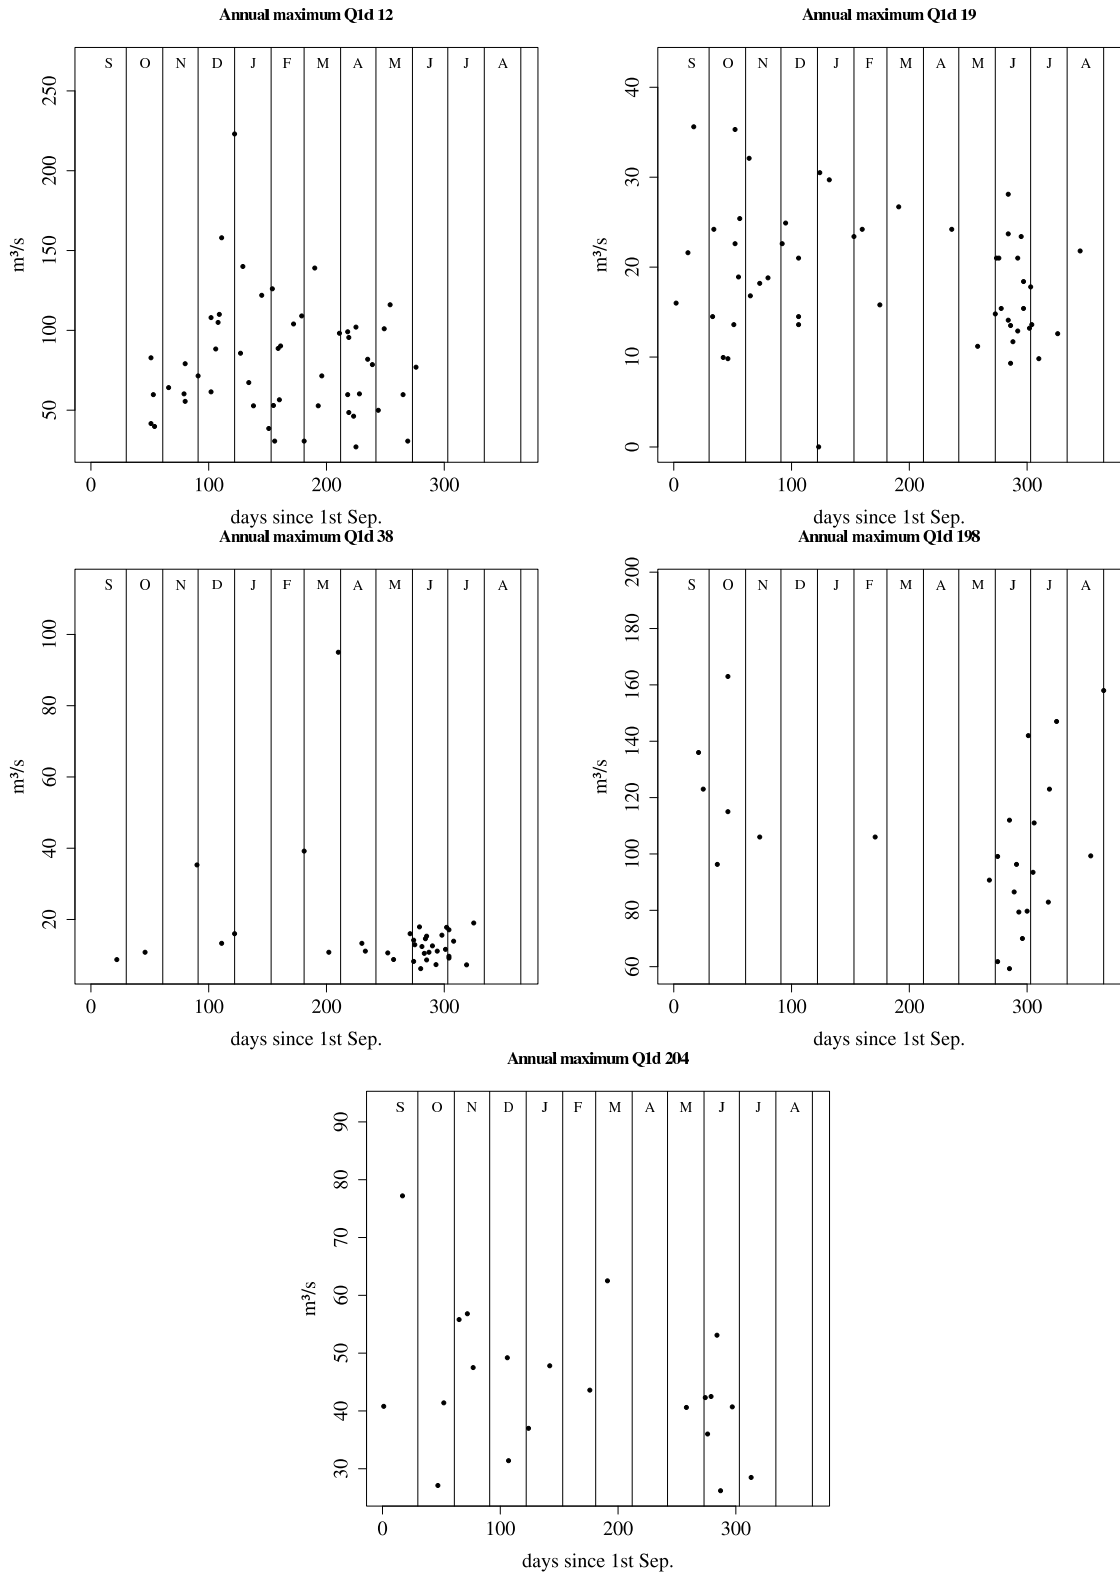 Annual maximum Q1d 12
S O N D J F M A M J J A
250
200
150
100
50
m³/s
0 100 200 300
days since 1st Sep.
Annual maximum Q1d 19
S O N D J F M A M J J A
40
30
20
10
0
m³/s
0 100 200 300
days since 1st Sep.
Annual maximum Q1d 38
S O N D J F M A M J J A
100
80
60
40
20
m³/s
0 100 200 300
days since 1st Sep.
Annual maximum Q1d 198
S O N D J F M A M J J A
200
180
160
140
120
100
80
60
m³/s
0 100 200 300
days since 1st Sep.
Annual maximum Q1d 204
S O N D J F M A M J J A
90
80
70
60
50
40
30
m³/s
0 100 200 300
days since 1st Sep.